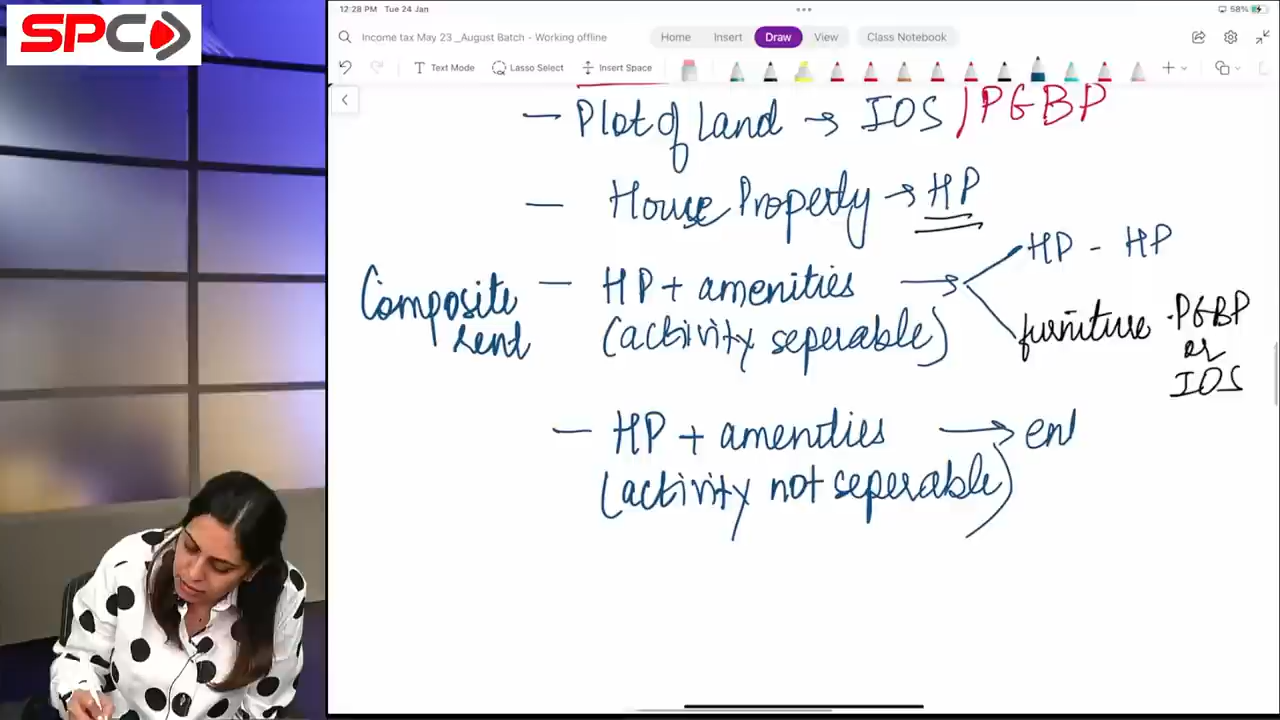 SPC
12:28 PM Tue 24 Jan
58%
Income tax May 23 _August Batch - Working offline
Home Insert Draw View Class Notebook
Text Mode Lasso Select Insert Space
— Plot of Land → IOS / PGBP
— House Property → HP
HP - HP
Composite rent
— HP + amenities →
(activity seperable)
furniture - PGBP
or
IOS
— HP + amenities → ent
(activity not seperable)